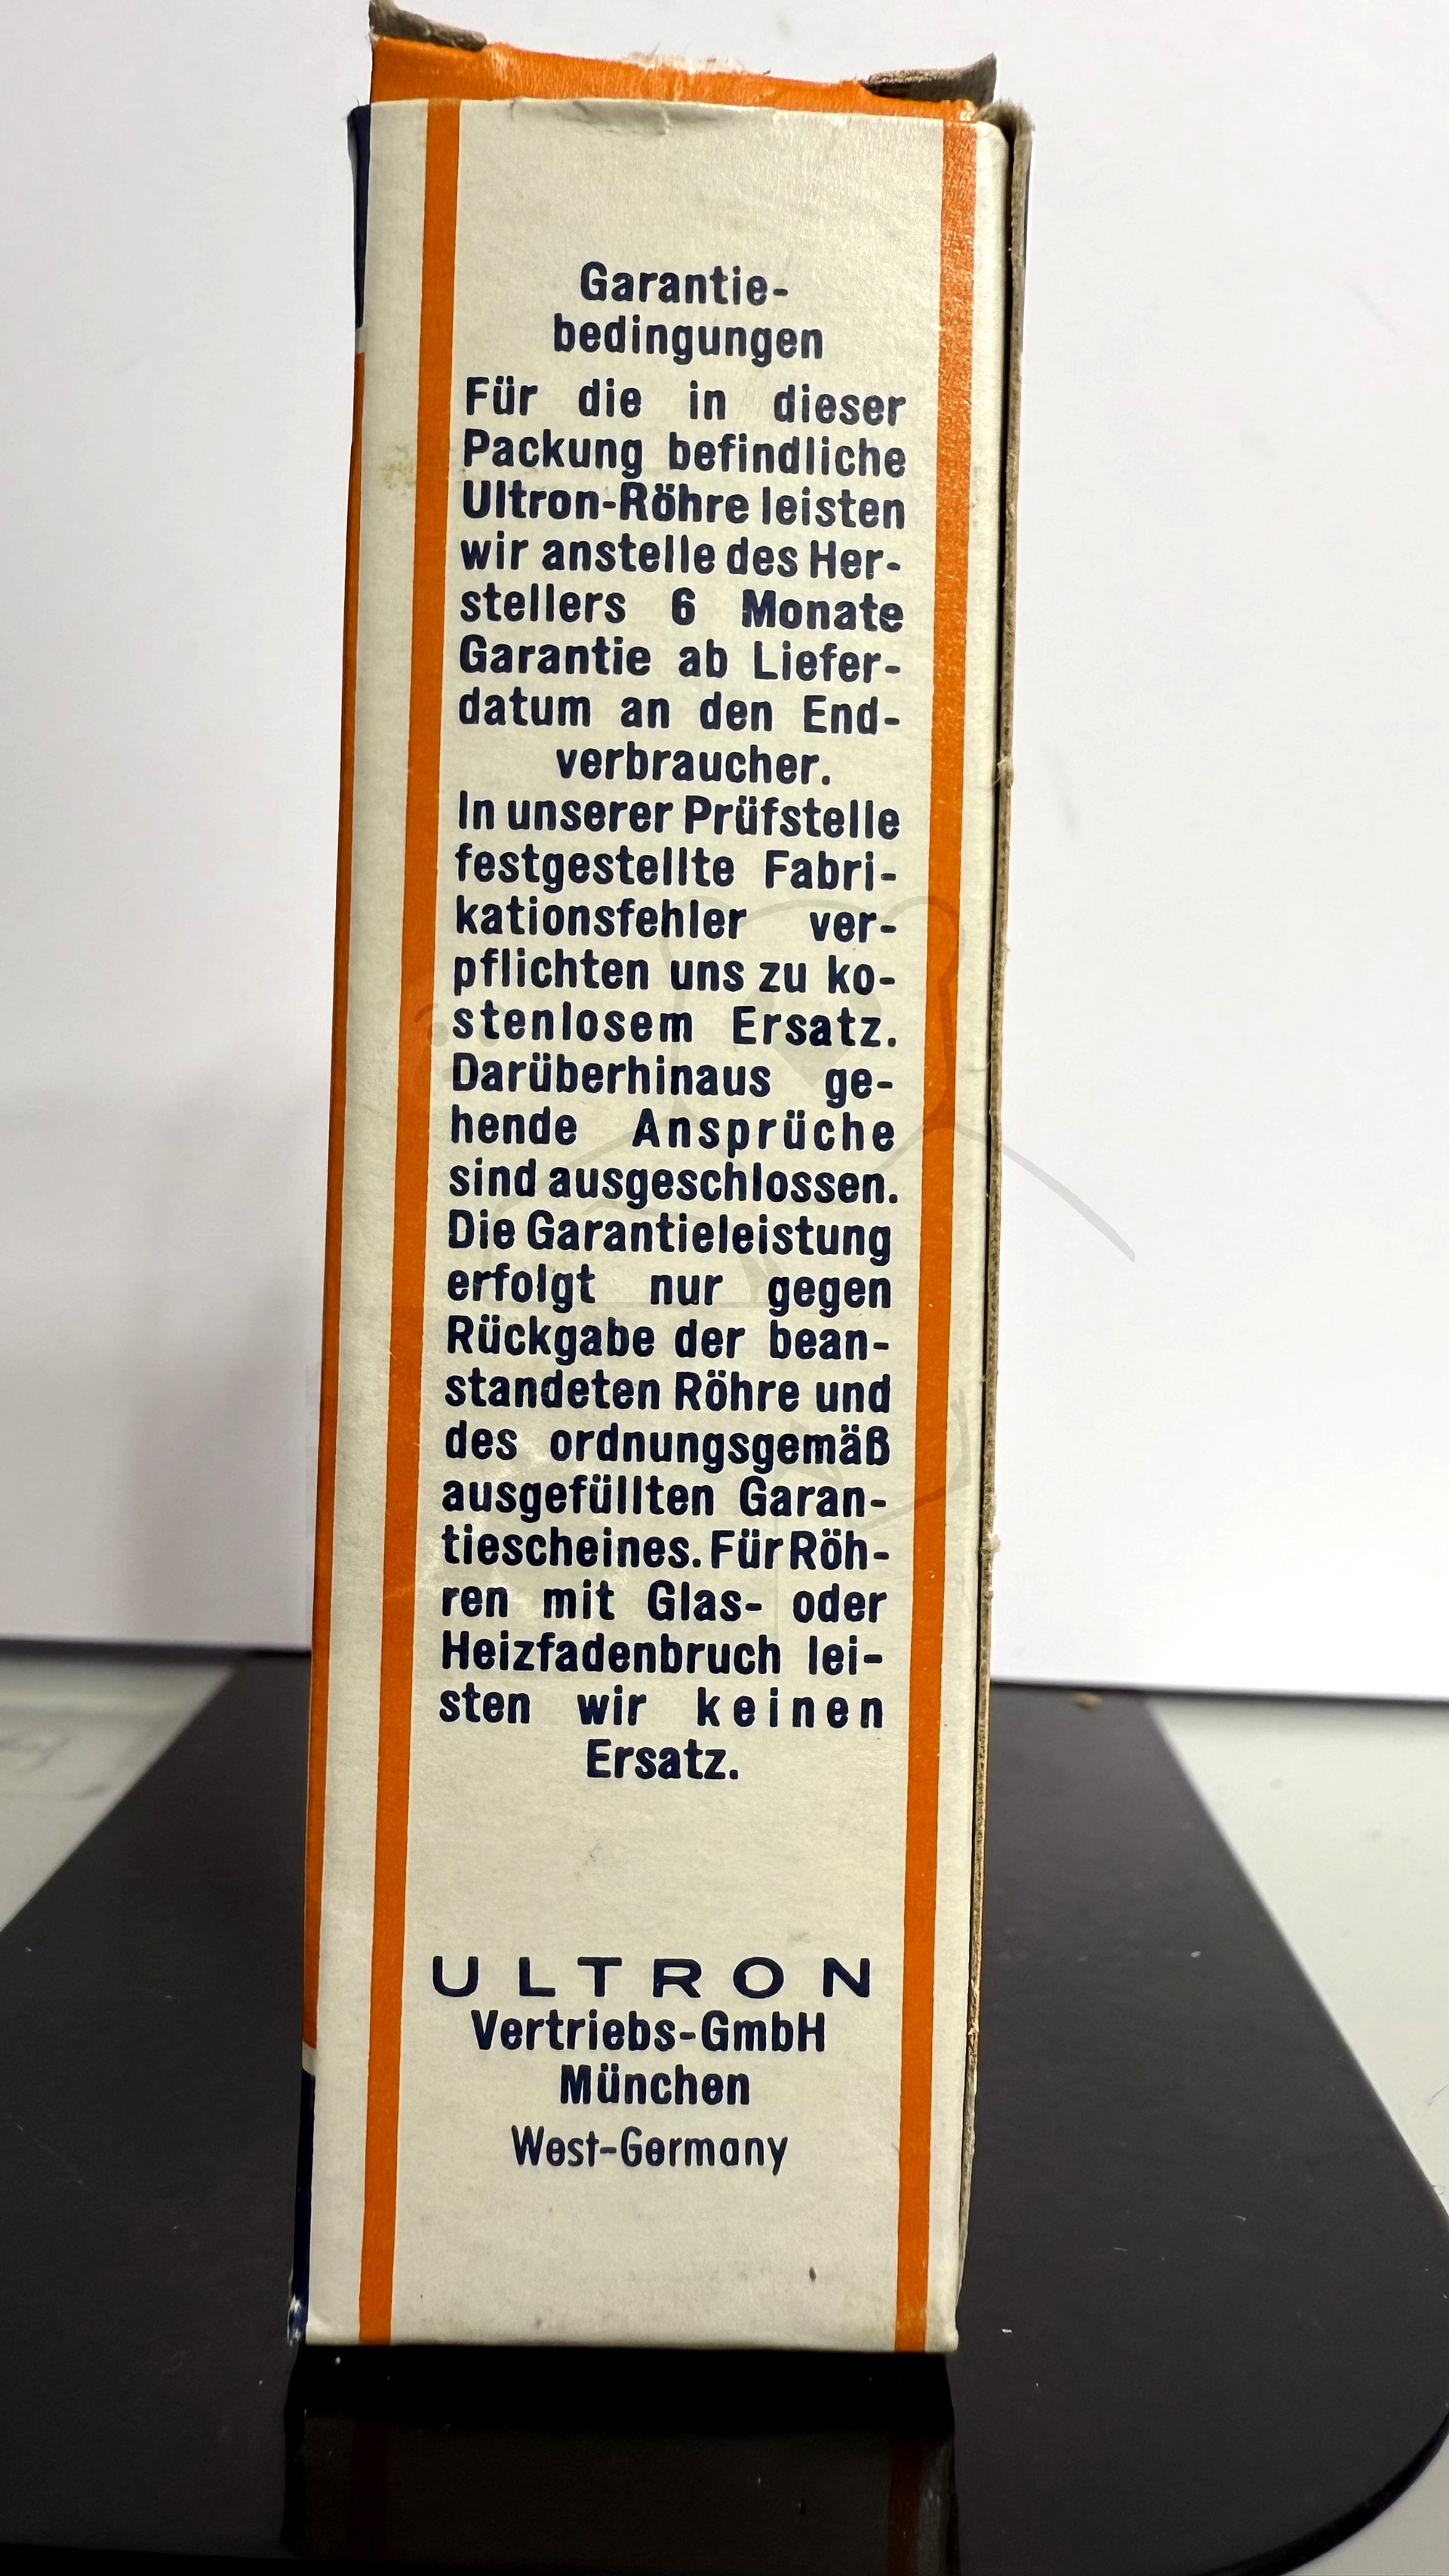 Garantie-
bedingungen
Für die in dieser
Packung befindliche
Ultron-Röhre leisten
wir anstelle des Her-
stellers 6 Monate
Garantie ab Liefer-
datum an den End-
verbraucher.
In unserer Prüfstelle
festgestellte Fabri-
kationsfehler ver-
pflichten uns zu ko-
stenlosem Ersatz.
Darüberhinaus ge-
hende Ansprüche
sind ausgeschlossen.
Die Garantieleistung
erfolgt nur gegen
Rückgabe der bean-
standeten Röhre und
des ordnungsgemäß
ausgefüllten Garan-
tiescheines. Für Röh-
ren mit Glas- oder
Heizfadenbruch lei-
sten wir keinen
Ersatz.
ULTRON
Vertriebs-GmbH
München
West-Germany